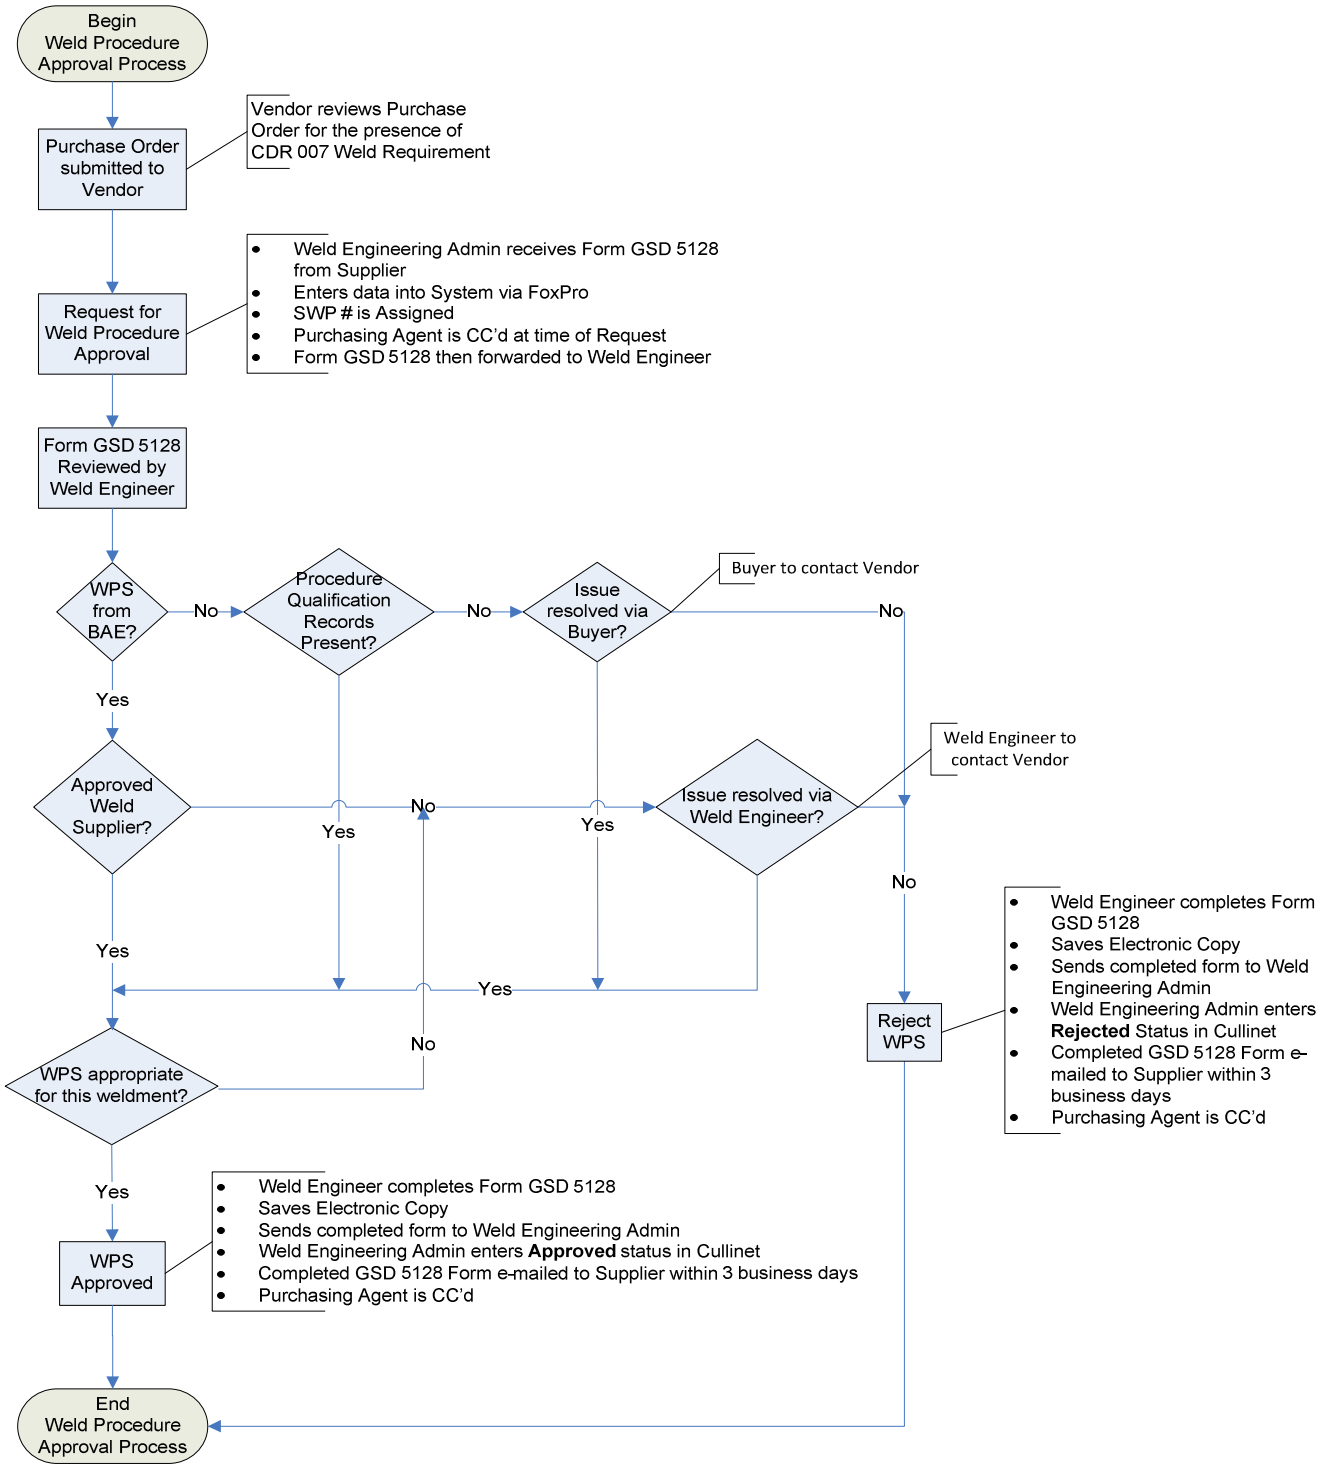 Begin
Weld Procedure
Approval Process
Vendor reviews Purchase
Order for the presence of
CDR 007 Weld Requirement
Purchase Order
submitted to
Vendor
• Weld Engineering Admin receives Form GSD 5128
from Supplier
• Enters data into System via FoxPro
• SWP # is Assigned
• Purchasing Agent is CC'd at time of Request
• Form GSD 5128 then forwarded to Weld Engineer
Request for
Weld Procedure
Approval
Form GSD 5128
Reviewed by
Weld Engineer
WPS
from
BAE?
No
Procedure
Qualification
Records
Present?
No
Issue
resolved via
Buyer?
Buyer to contact Vendor
No
Yes
Approved
Weld
Supplier?
No
Yes
Yes
Issue resolved via
Weld Engineer?
Weld Engineer to
contact Vendor
No
Yes
Yes
No
WPS appropriate
for this weldment?
Reject
WPS
• Weld Engineer completes Form
GSD 5128
• Saves Electronic Copy
• Sends completed form to Weld
Engineering Admin
• Weld Engineering Admin enters
Rejected Status in Cullinet
• Completed GSD 5128 Form e-
mailed to Supplier within 3
business days
• Purchasing Agent is CC'd
Yes
WPS
Approved
• Weld Engineer completes Form GSD 5128
• Saves Electronic Copy
• Sends completed form to Weld Engineering Admin
• Weld Engineering Admin enters Approved status in Cullinet
• Completed GSD 5128 Form e-mailed to Supplier within 3 business days
• Purchasing Agent is CC'd
End
Weld Procedure
Approval Process